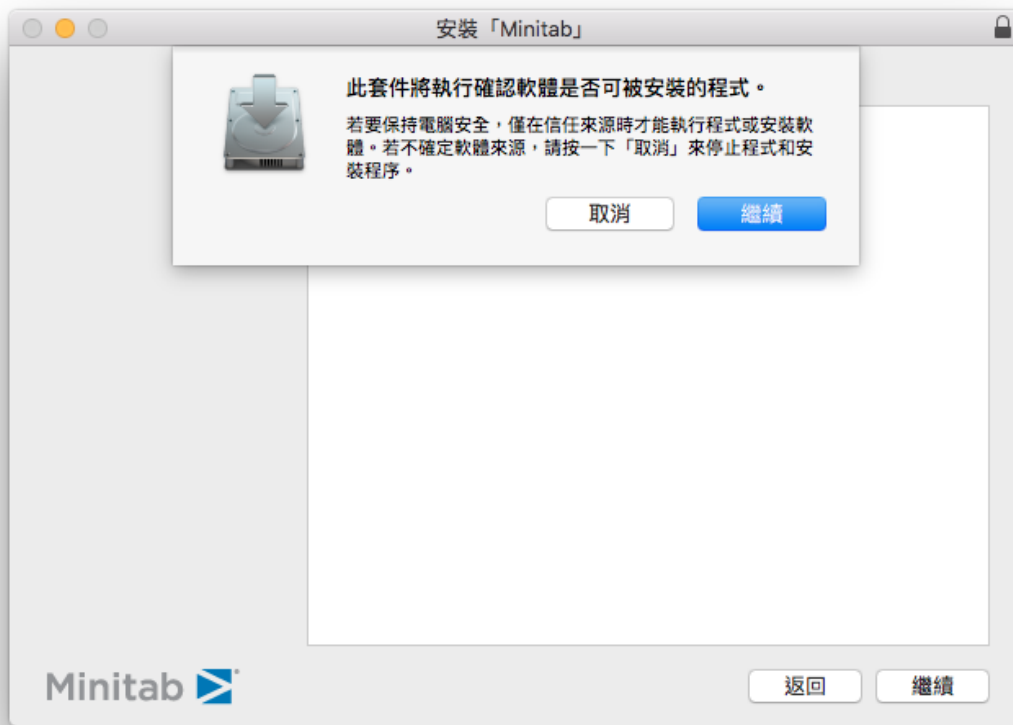 安裝「Minitab」
此套件將執行確認軟體是否可被安裝的程式。
若要保持電腦安全，僅在信任來源時才能執行程式或安裝軟
體。若不確定軟體來源，請按一下「取消」來停止程式和安
裝程序。
取消 繼續
Minitab
返回 繼續